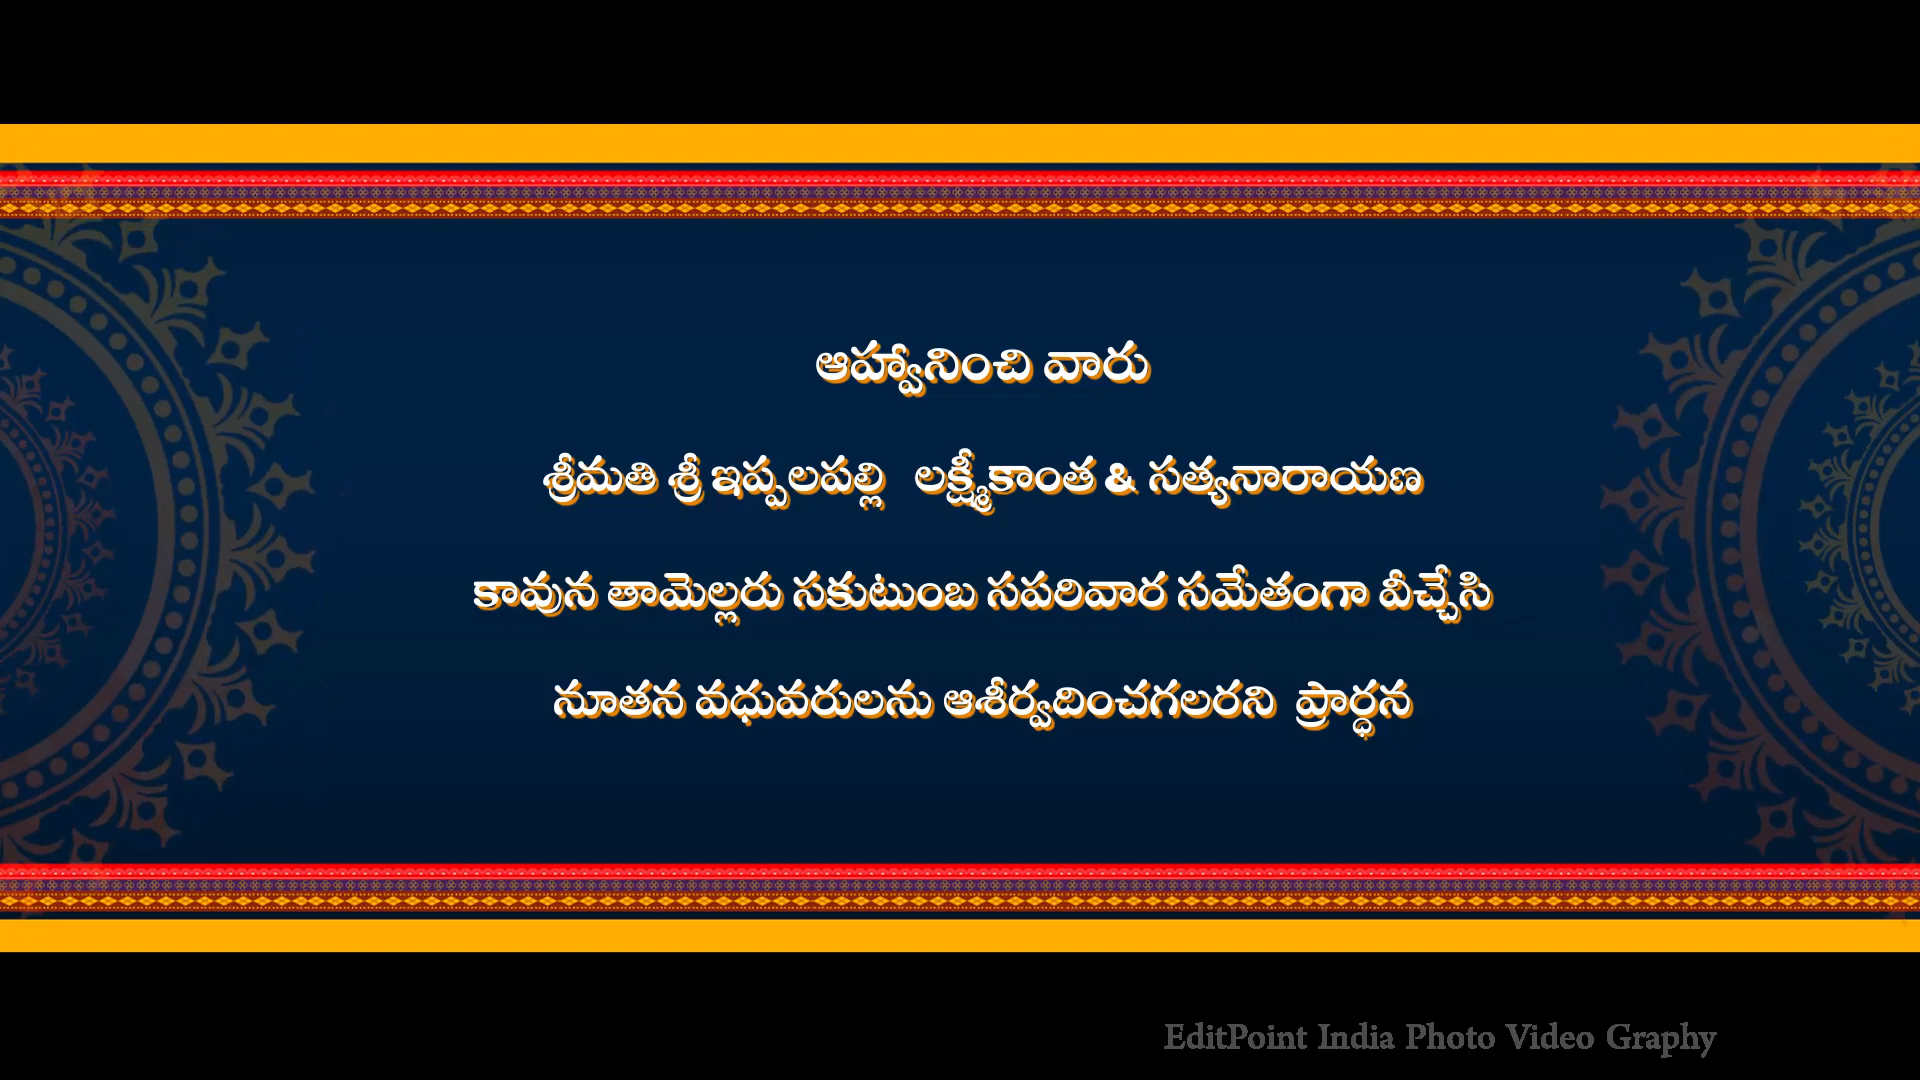 ఆహ్వానించి వారు
శ్రీమతి శ్రీ ఇప్పలపల్లి లక్ష్మీకాంత & సత్యనారాయణ
కావున తామెల్లరు సకుటుంబ సపరివార సమేతంగా వీచ్చేసి
నూతన వధువరులను ఆశీర్వదించగలరని ప్రార్ధన
EditPoint India Photo Video Graphy